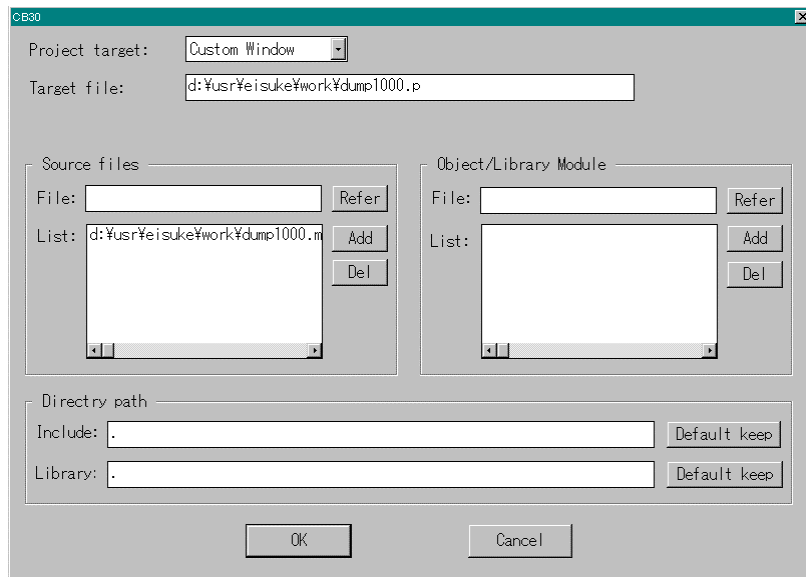 CB30
Project target: Custom Window
Target file: d:¥usr¥eisuke¥work¥dump1000.p
Source files
File: Refer
List: d:¥usr¥eisuke¥work¥dump1000.m Add
Del
Object/Library Module
File: Refer
List: Add
Del
Directry path
Include: . Default keep
Library: . Default keep
OK Cancel